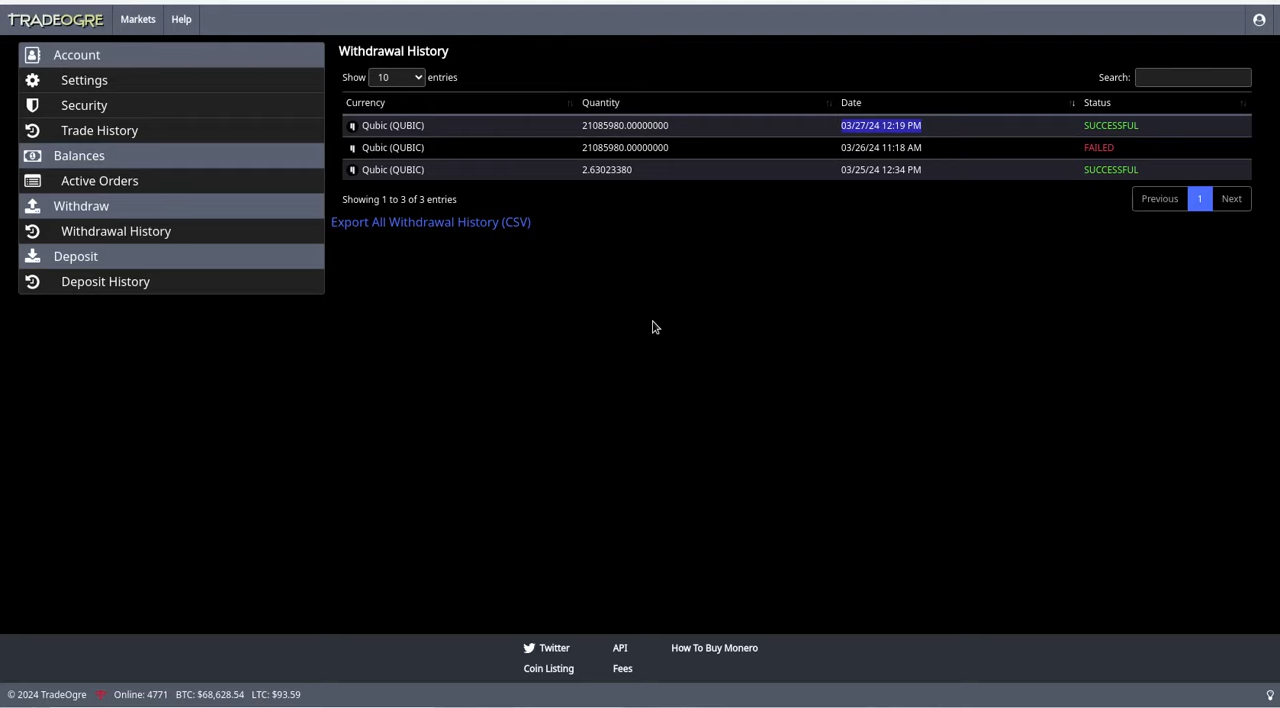 TRADEOGRE Markets Help
Account
Settings
Security
Trade History
Balances
Active Orders
Withdraw
Withdrawal History
Deposit
Deposit History
Withdrawal History
Show 10 entries Search:
Currency Quantity Date Status
Qubic (QUBIC) 21085980.00000000 03/27/24 12:19 PM SUCCESSFUL
Qubic (QUBIC) 21085980.00000000 03/26/24 11:18 AM FAILED
Qubic (QUBIC) 2.63023380 03/25/24 12:34 PM SUCCESSFUL
Showing 1 to 3 of 3 entries Previous 1 Next
Export All Withdrawal History (CSV)
Twitter API How To Buy Monero
Coin Listing Fees
© 2024 TradeOgre Online: 4771 BTC: $68,628.54 LTC: $93.59